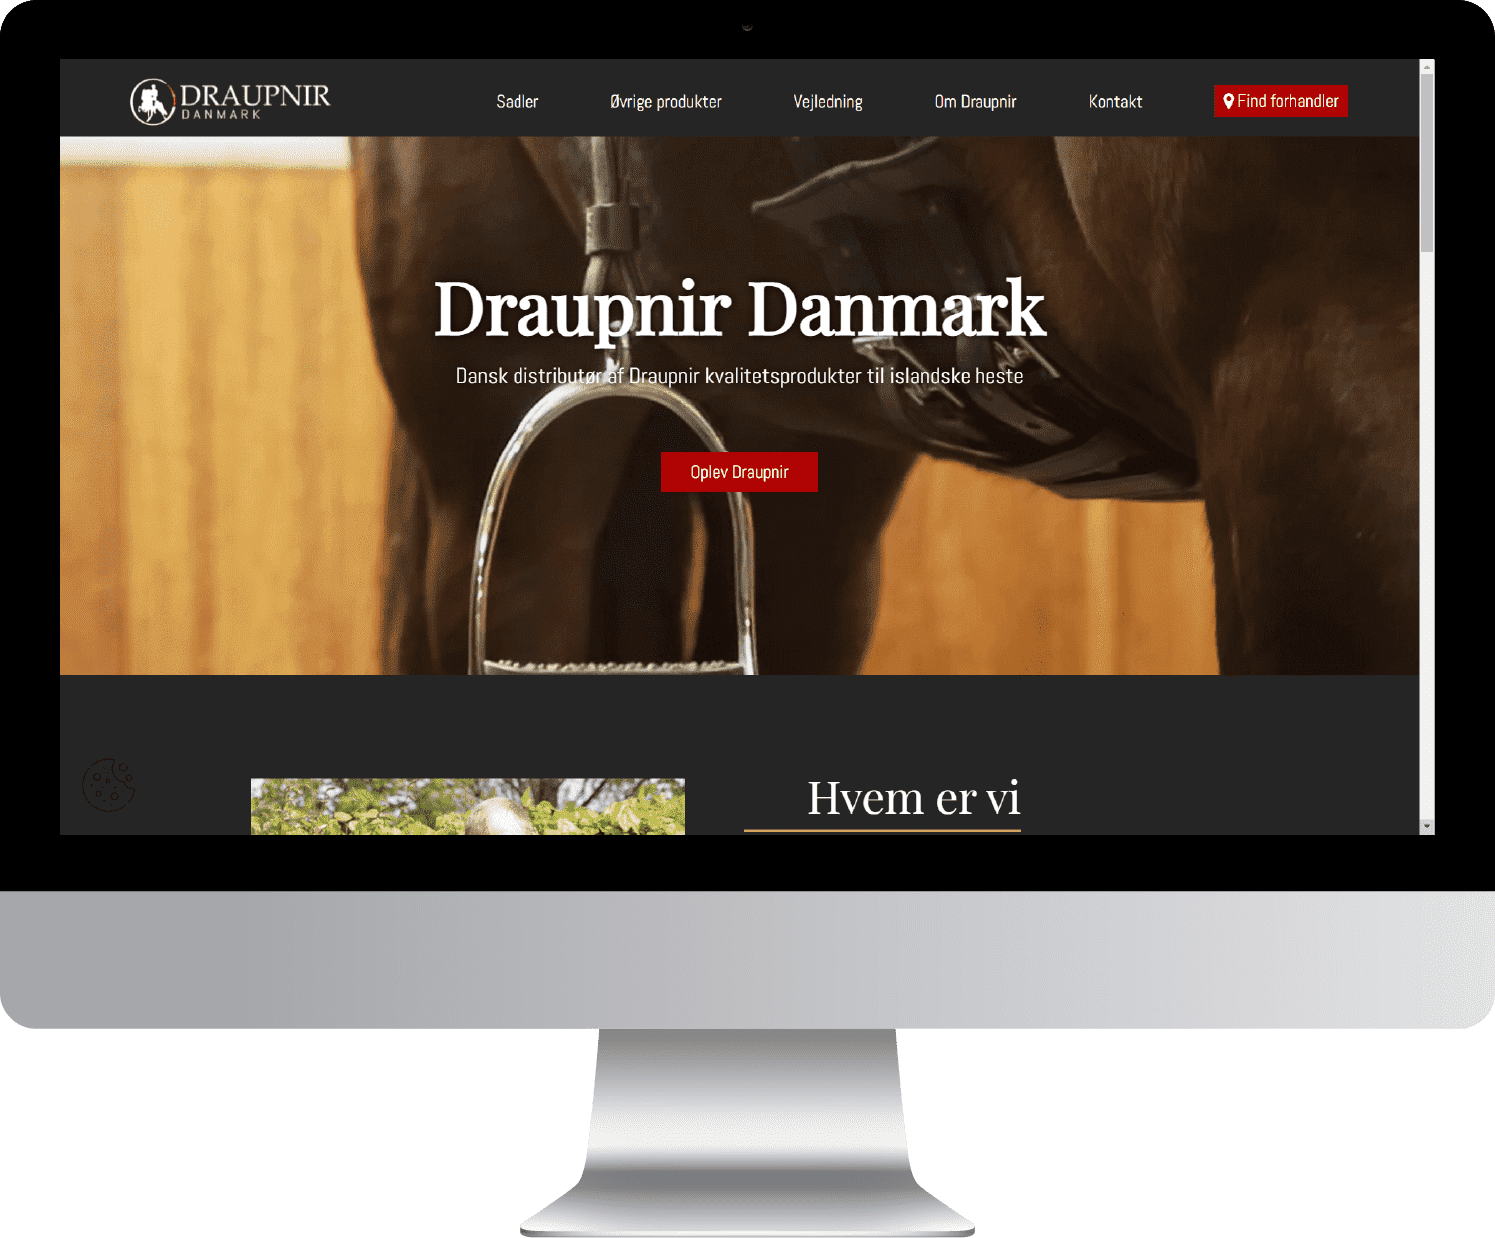 DRAUPNIR
DANMARK
Sadler
Øvrige produkter
Vejledning
Om Draupnir
Kontakt
Find forhandler
Draupnir Danmark
Dansk distributør af Draupnir kvalitetsprodukter til islandske heste
Oplev Draupnir
Hvem er vi